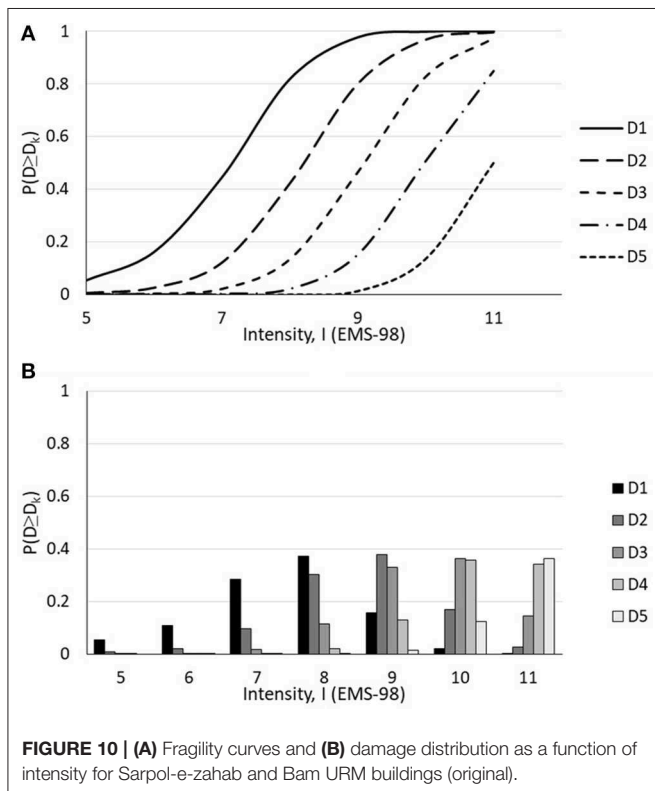 A
1
0.8
0.6
0.4
0.2
0
P(D≥Dk)
5 7 9 11
Intensity, I (EMS-98)
D1
D2
D3
D4
D5
B
1
0.8
0.6
0.4
0.2
0
P(D≥Dk)
5 6 7 8 9 10 11
Intensity, I (EMS-98)
D1
D2
D3
D4
D5
FIGURE 10 | (A) Fragility curves and (B) damage distribution as a function of
intensity for Sarpol-e-zahab and Bam URM buildings (original).